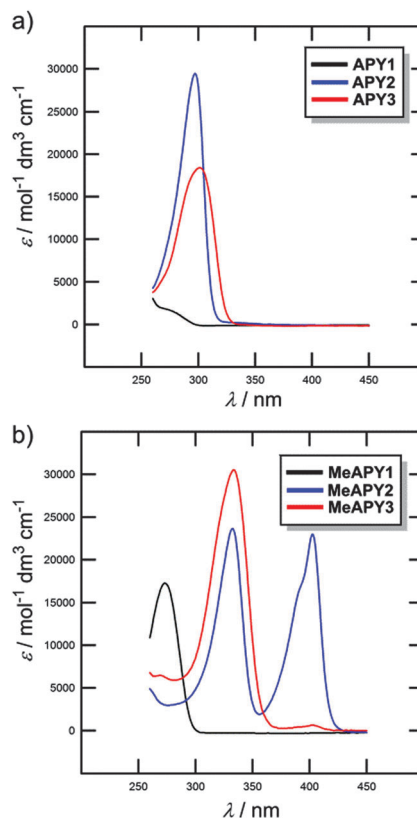 a)
APY1
APY2
APY3
30000
25000
20000
15000
10000
5000
0
ε / mol⁻¹ dm³ cm⁻¹
250 300 350 400 450
λ / nm
b)
MeAPY1
MeAPY2
MeAPY3
30000
25000
20000
15000
10000
5000
0
ε / mol⁻¹ dm³ cm⁻¹
250 300 350 400 450
λ / nm